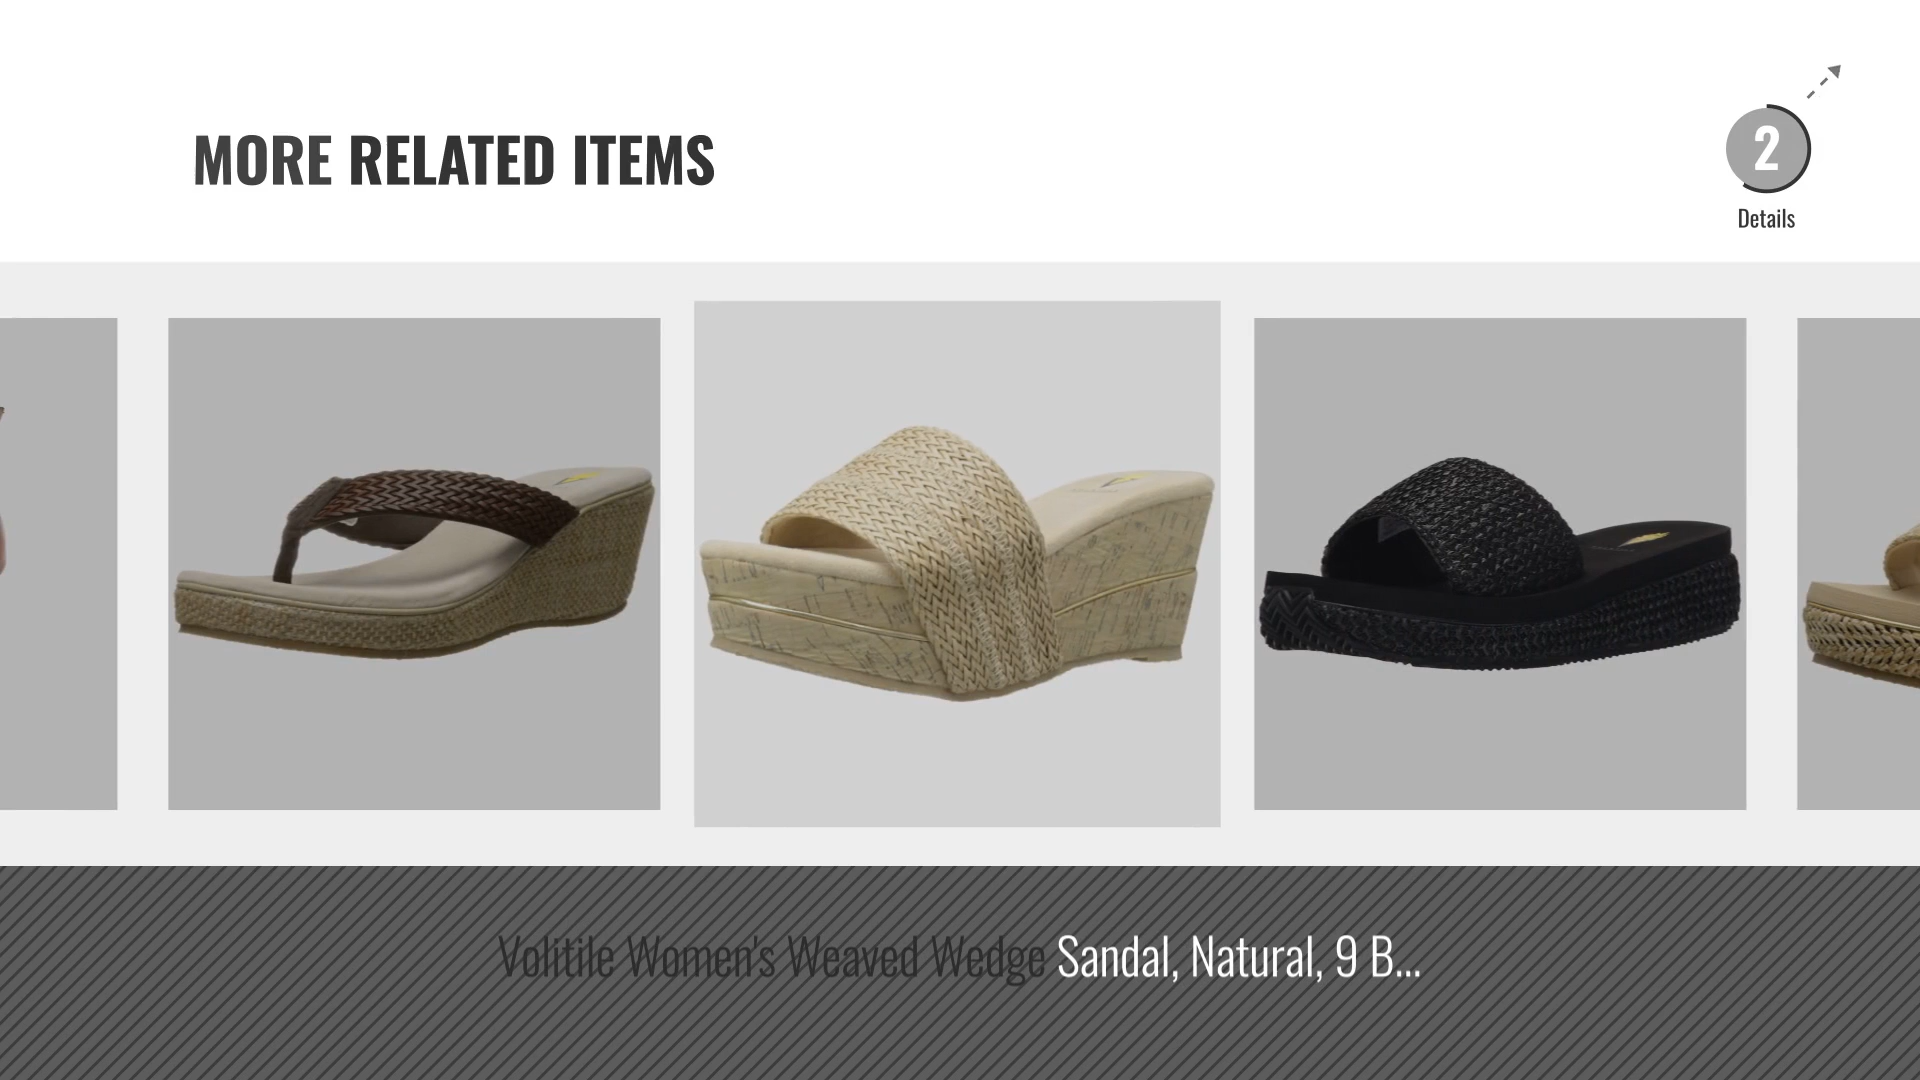 MORE RELATED ITEMS
2
Details
Volitile Women's Weaved Wedge Sandal, Natural, 9 B...